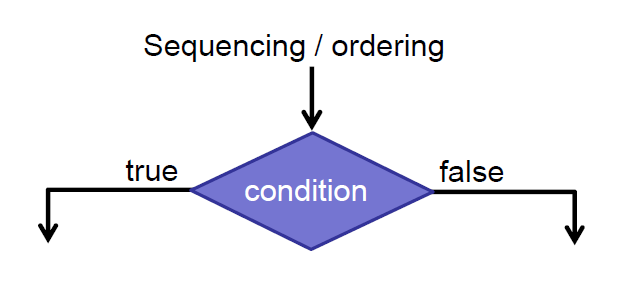 Sequencing / ordering
true
condition
false